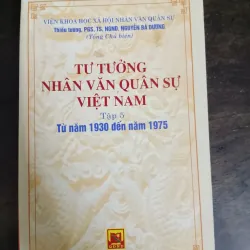 VIỆN KHOA HỌC XÃ HỘI NHÂN VĂN QUÂN SỰ
Thiếu tướng, PGS. TS. NGND. NGUYỄN BÁ DƯƠNG
(Tổng Chủ biên)
TƯ TƯỞNG
NHÂN VĂN QUÂN SỰ
VIỆT NAM
Tập 5
Từ năm 1930 đến năm 1975